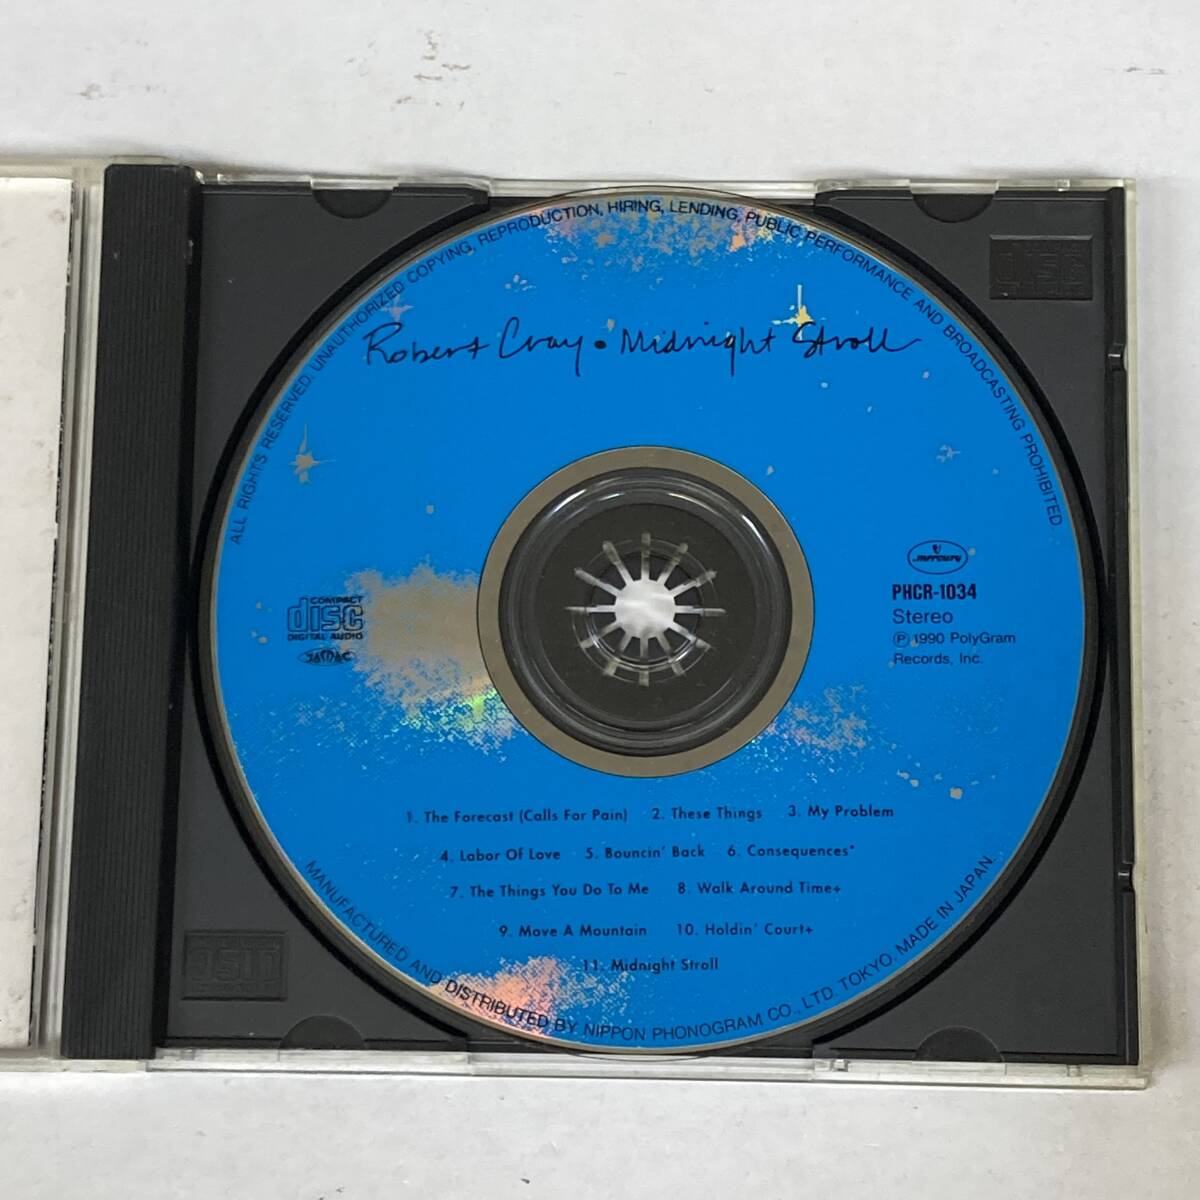 ALL RIGHTS RESERVED. UNAUTHORIZED COPYING, REPRODUCTION, HIRING, LENDING, PUBLIC PERFORMANCE AND BROADCASTING PROHIBITED.
Robert Cray • Midnight Stroll
COMPACT
disc
DIGITAL AUDIO
JASRAC
mercury
PHCR-1034
Stereo
Ⓟ 1990 PolyGram
Records, Inc.
1. The Forecast (Calls For Pain) 2. These Things 3. My Problem
4. Labor Of Love 5. Bouncin' Back 6. Consequences*
7. The Things You Do To Me 8. Walk Around Time+
9. Move A Mountain 10. Holdin' Court+
11. Midnight Stroll
MANUFACTURED AND DISTRIBUTED BY NIPPON PHONOGRAM CO., LTD. TOKYO. MADE IN JAPAN.
disc
disc